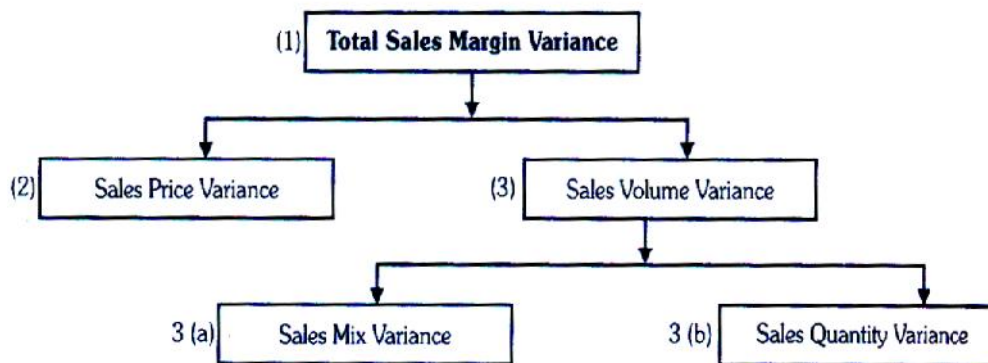 (1) Total Sales Margin Variance
(2) Sales Price Variance
(3) Sales Volume Variance
3 (a) Sales Mix Variance
3 (b) Sales Quantity Variance